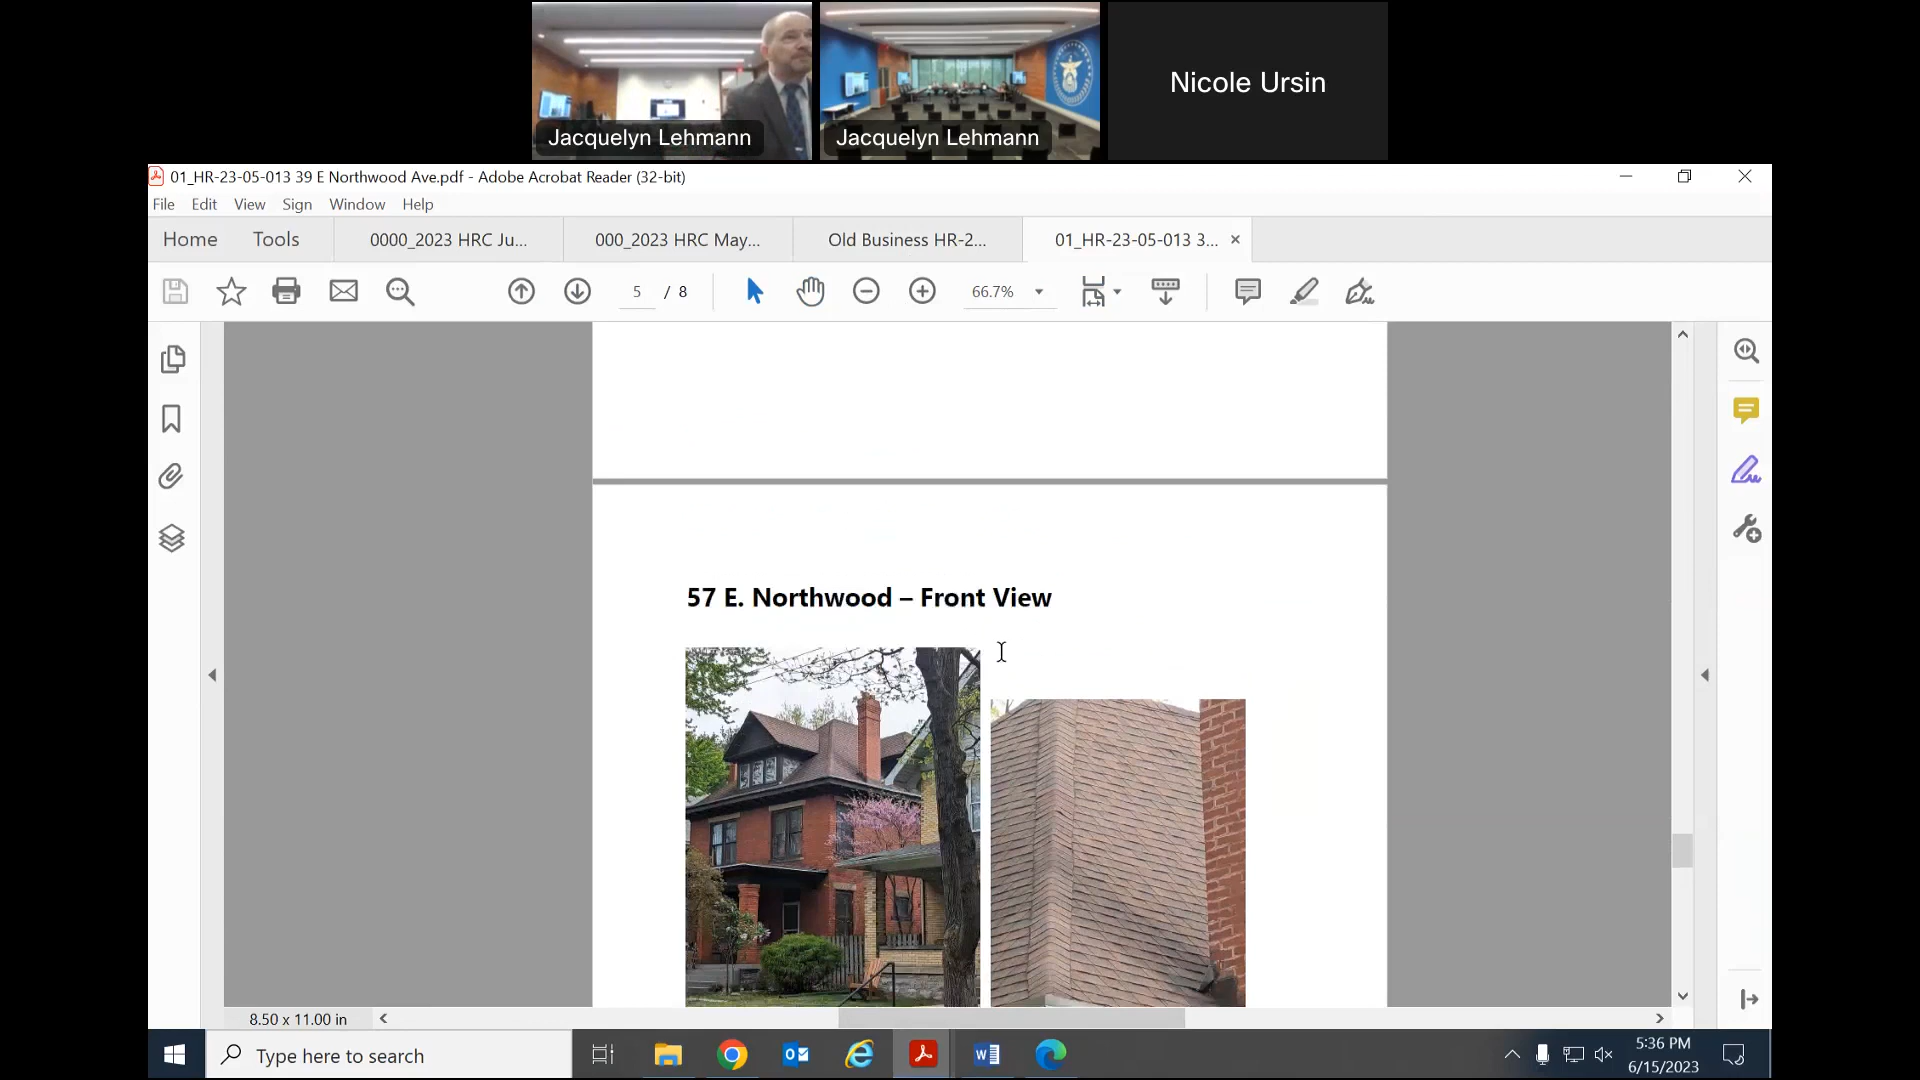 Jacquelyn Lehmann
Jacquelyn Lehmann
Nicole Ursin
01_HR-23-05-013 39 E Northwood Ave.pdf - Adobe Acrobat Reader (32-bit)
File Edit View Sign Window Help
Home Tools 0000_2023 HRC Ju... 000_2023 HRC May... Old Business HR-2... 01_HR-23-05-013 3...
5 / 8 66.7%
57 E. Northwood – Front View
8.50 x 11.00 in
Type here to search
5:36 PM
6/15/2023